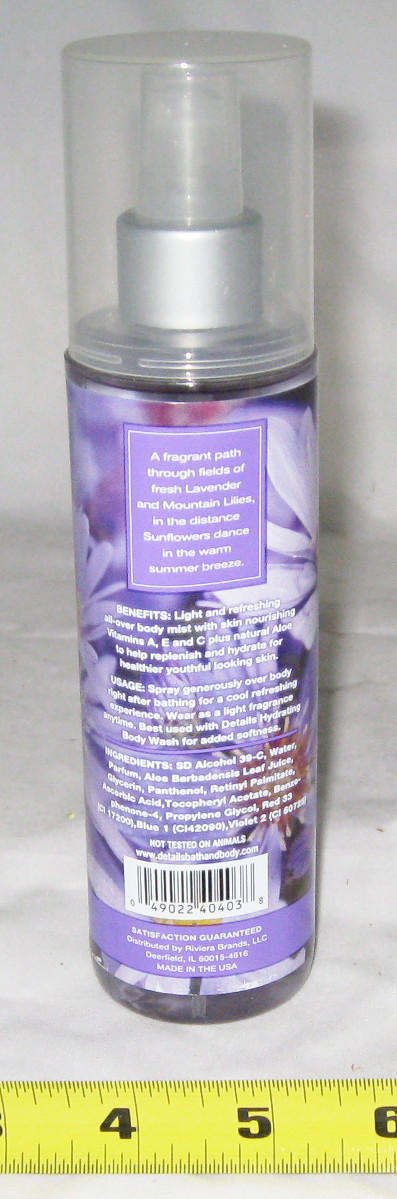 A fragrant path
through fields of
fresh Lavender
and Mountain Lilies,
in the distance
Sunflowers dance
in the warm
summer breeze.
BENEFITS: Light and refreshing
all-over body mist with skin nourishing
Vitamins A, E and C plus natural Aloe
to help replenish and hydrate for
healthier youthful looking skin.
USAGE: Spray generously over body
right after bathing for a cool refreshing
experience. Wear as a light fragrance
anytime. Best used with Details Hydrating
Body Wash for added softness.
INGREDIENTS: SD Alcohol 39-C, Water,
Parfum, Aloe Barbadensis Leaf Juice,
Glycerin, Panthenol, Retinyl Palmitate,
Ascorbic Acid,Tocopheryl Acetate, Benzo-
phenone-4, Propylene Glycol, Red 33
(CI 17200),Blue 1 (CI42090),Violet 2 (CI 60725)
NOT TESTED ON ANIMALS
www.detailsbathandbody.com
0 49022 40403 8
SATISFACTION GUARANTEED
Distributed by Riviera Brands, LLC
Deerfield, IL 60015-4616
MADE IN THE USA
3 4 5 6